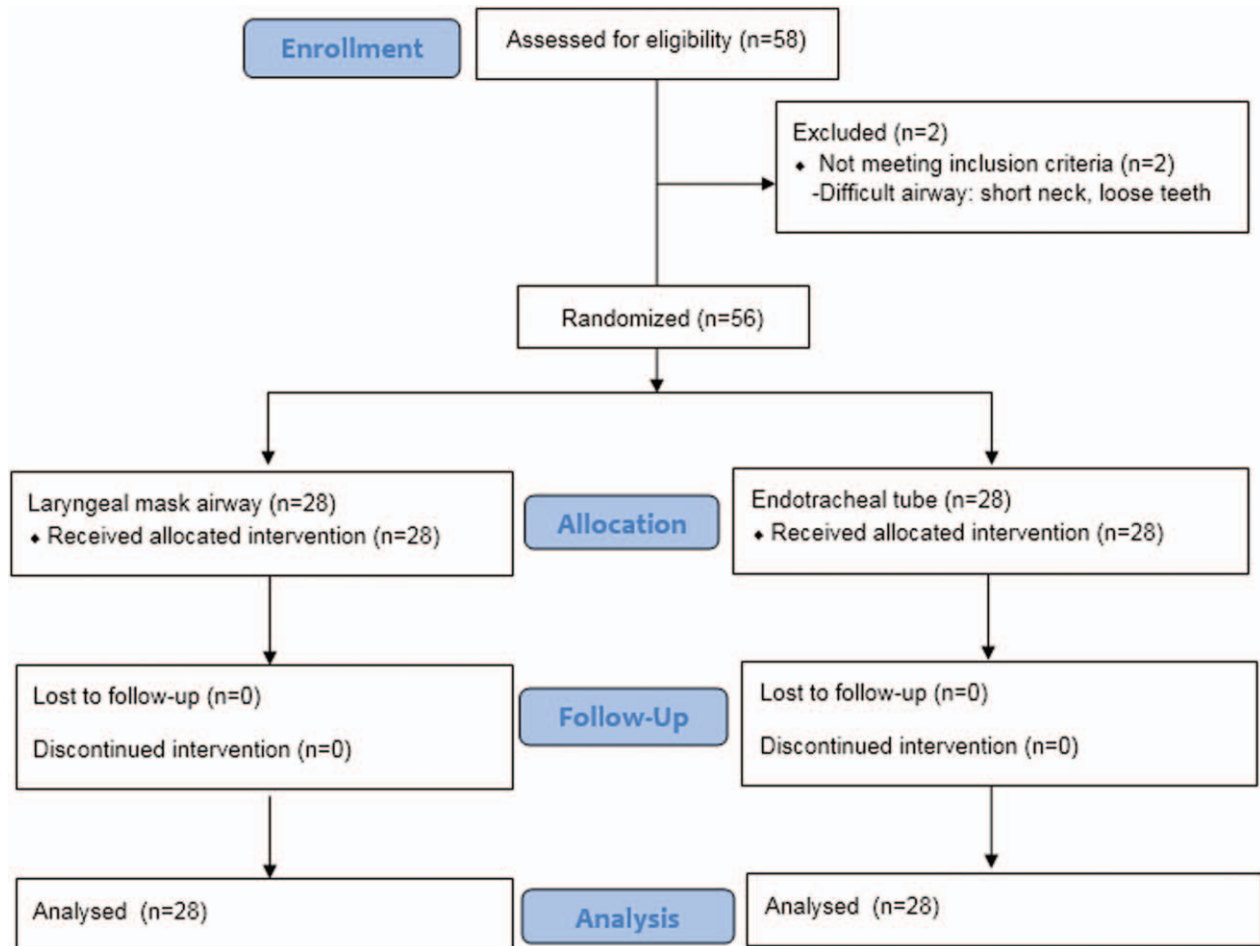 Enrollment
Assessed for eligibility (n=58)
Excluded (n=2)
⬥ Not meeting inclusion criteria (n=2)
-Difficult airway: short neck, loose teeth
Randomized (n=56)
Laryngeal mask airway (n=28)
⬥ Received allocated intervention (n=28)
Allocation
Endotracheal tube (n=28)
⬥ Received allocated intervention (n=28)
Lost to follow-up (n=0)
Discontinued intervention (n=0)
Follow-Up
Lost to follow-up (n=0)
Discontinued intervention (n=0)
Analysed (n=28)
Analysis
Analysed (n=28)